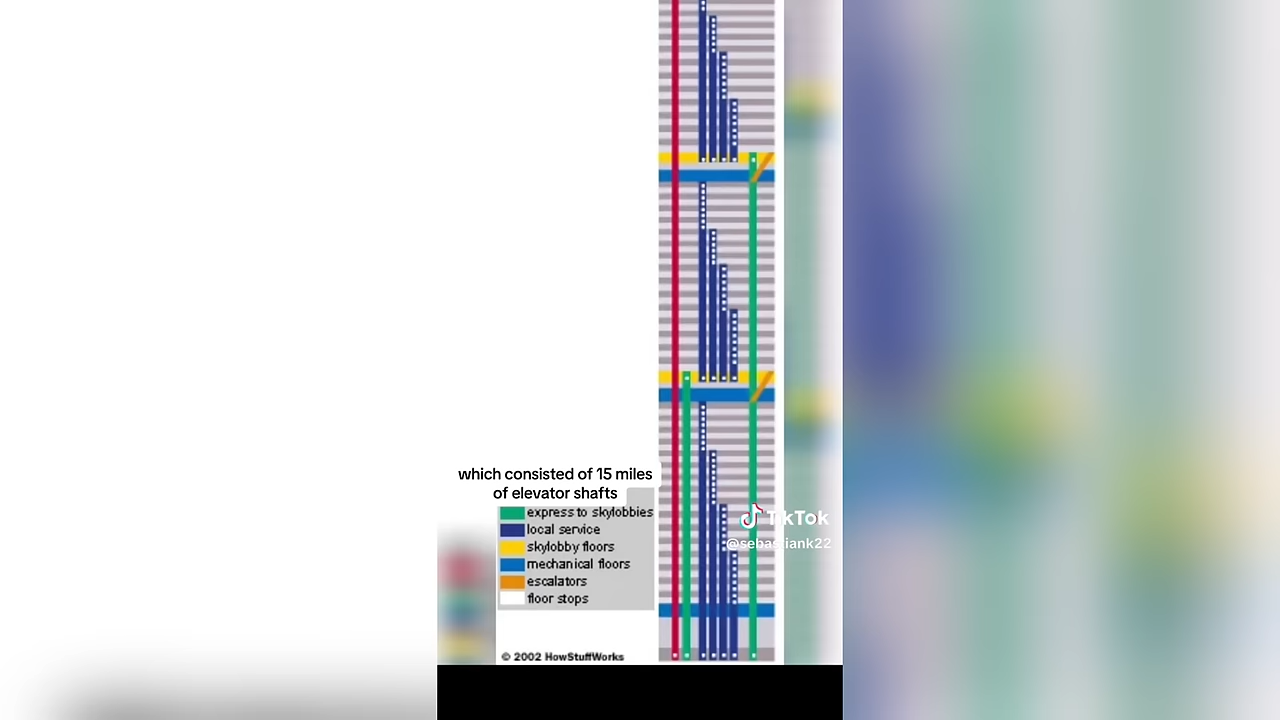 which consisted of 15 miles
of elevator shafts
express to skylobbies
local service
skylobby floors
mechanical floors
escalators
floor stops
© 2002 HowStuffWorks
TikTok
@sebastiank22